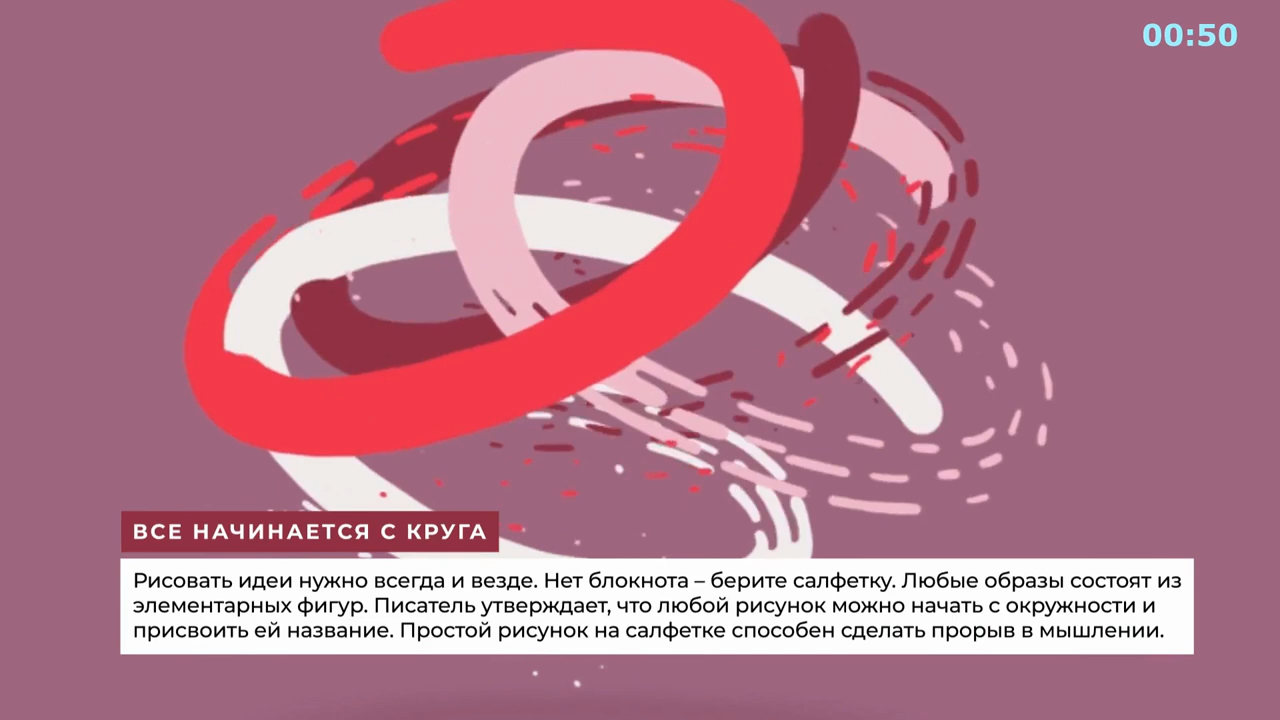 00:50
ВСЕ НАЧИНАЕТСЯ С КРУГА
Рисовать идеи нужно всегда и везде. Нет блокнота – берите салфетку. Любые образы состоят из
элементарных фигур. Писатель утверждает, что любой рисунок можно начать с окружности и
присвоить ей название. Простой рисунок на салфетке способен сделать прорыв в мышлении.